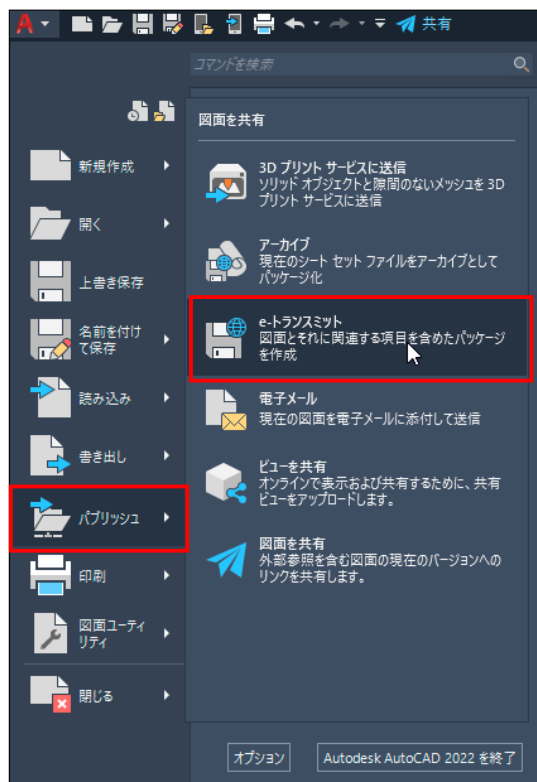 A
共有
コマンドを検索
図面を共有
新規作成
開く
上書き保存
名前を付け
て保存
読み込み
書き出し
パブリッシュ
印刷
図面ユーティ
リティ
閉じる
3D プリント サービスに送信
ソリッド オブジェクトと隙間のないメッシュを 3D
プリント サービスに送信
アーカイブ
現在のシート セット ファイルをアーカイブとして
パッケージ化
e-トランスミット
図面とそれに関連する項目を含めたパッケージ
を作成
電子メール
現在の図面を電子メールに添付して送信
ビューを共有
オンラインで表示および共有するために、共有
ビューをアップロードします。
図面を共有
外部参照を含む図面の現在のバージョンへの
リンクを共有します。
オプション
Autodesk AutoCAD 2022 を終了